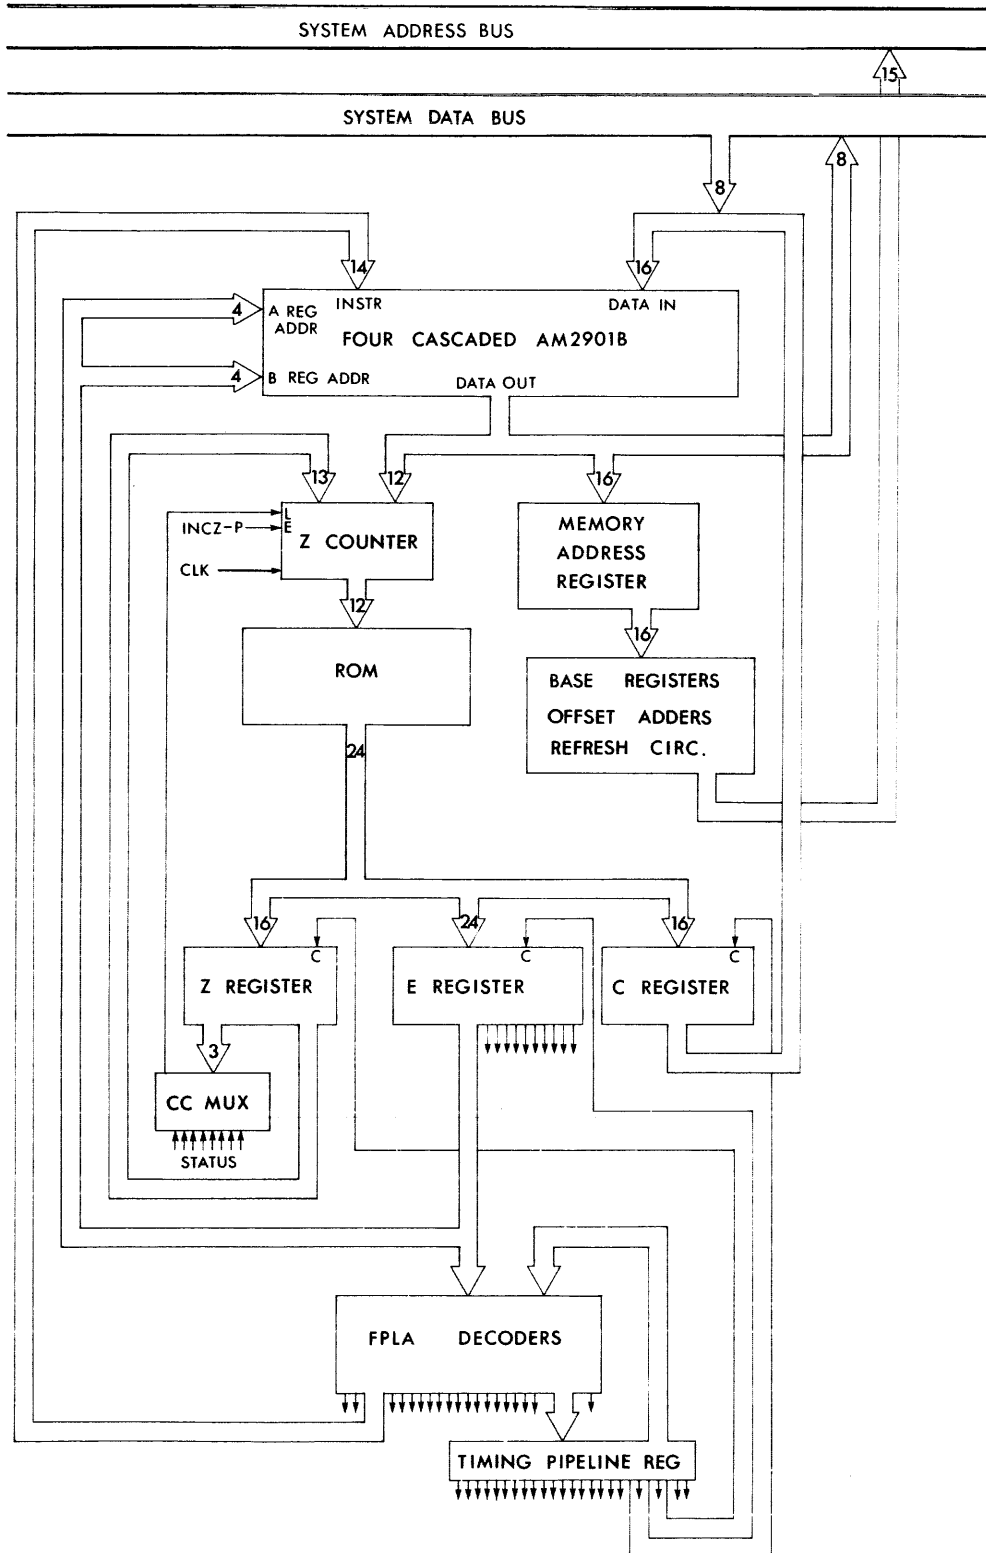 SYSTEM ADDRESS BUS
15
SYSTEM DATA BUS
8
8
14
16
INSTR
DATA IN
4
A REG
ADDR
FOUR CASCADED AM2901B
4
B REG ADDR
DATA OUT
13
12
16
L
INCZ-P
E
Z COUNTER
CLK
MEMORY
ADDRESS
REGISTER
12
16
ROM
BASE REGISTERS
OFFSET ADDERS
REFRESH CIRC.
24
16
24
16
C
C
C
Z REGISTER
E REGISTER
C REGISTER
3
CC MUX
STATUS
FPLA DECODERS
TIMING PIPELINE REG